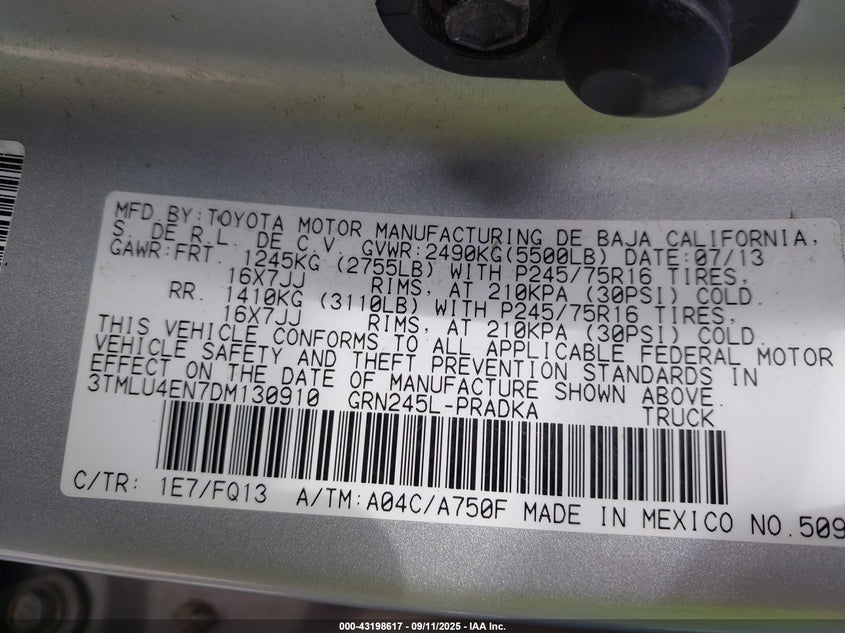 MFD.BY:TOYOTA MOTOR MANUFACTURING DE BAJA CALIFORNIA,
S. DE R.L. DE C.V. GVWR:2490KG(5500LB) DATE:07/13
GAWR:FRT. 1245KG (2755LB) WITH P245/75R16 TIRES,
16X7JJ RIMS, AT 210KPA (30PSI) COLD.
RR. 1410KG (3110LB) WITH P245/75R16 TIRES,
16X7JJ RIMS, AT 210KPA (30PSI) COLD.
THIS VEHICLE CONFORMS TO ALL APPLICABLE FEDERAL MOTOR
VEHICLE SAFETY AND THEFT PREVENTION STANDARDS IN
EFFECT ON THE DATE OF MANUFACTURE SHOWN ABOVE.
3TMLU4EN7DM130910 GRN245L-PRADKA TRUCK
C/TR: 1E7/FQ13 A/TM:A04C/A750F MADE IN MEXICO NO.509
000-43198617 - 09/11/2025 - IAA Inc.